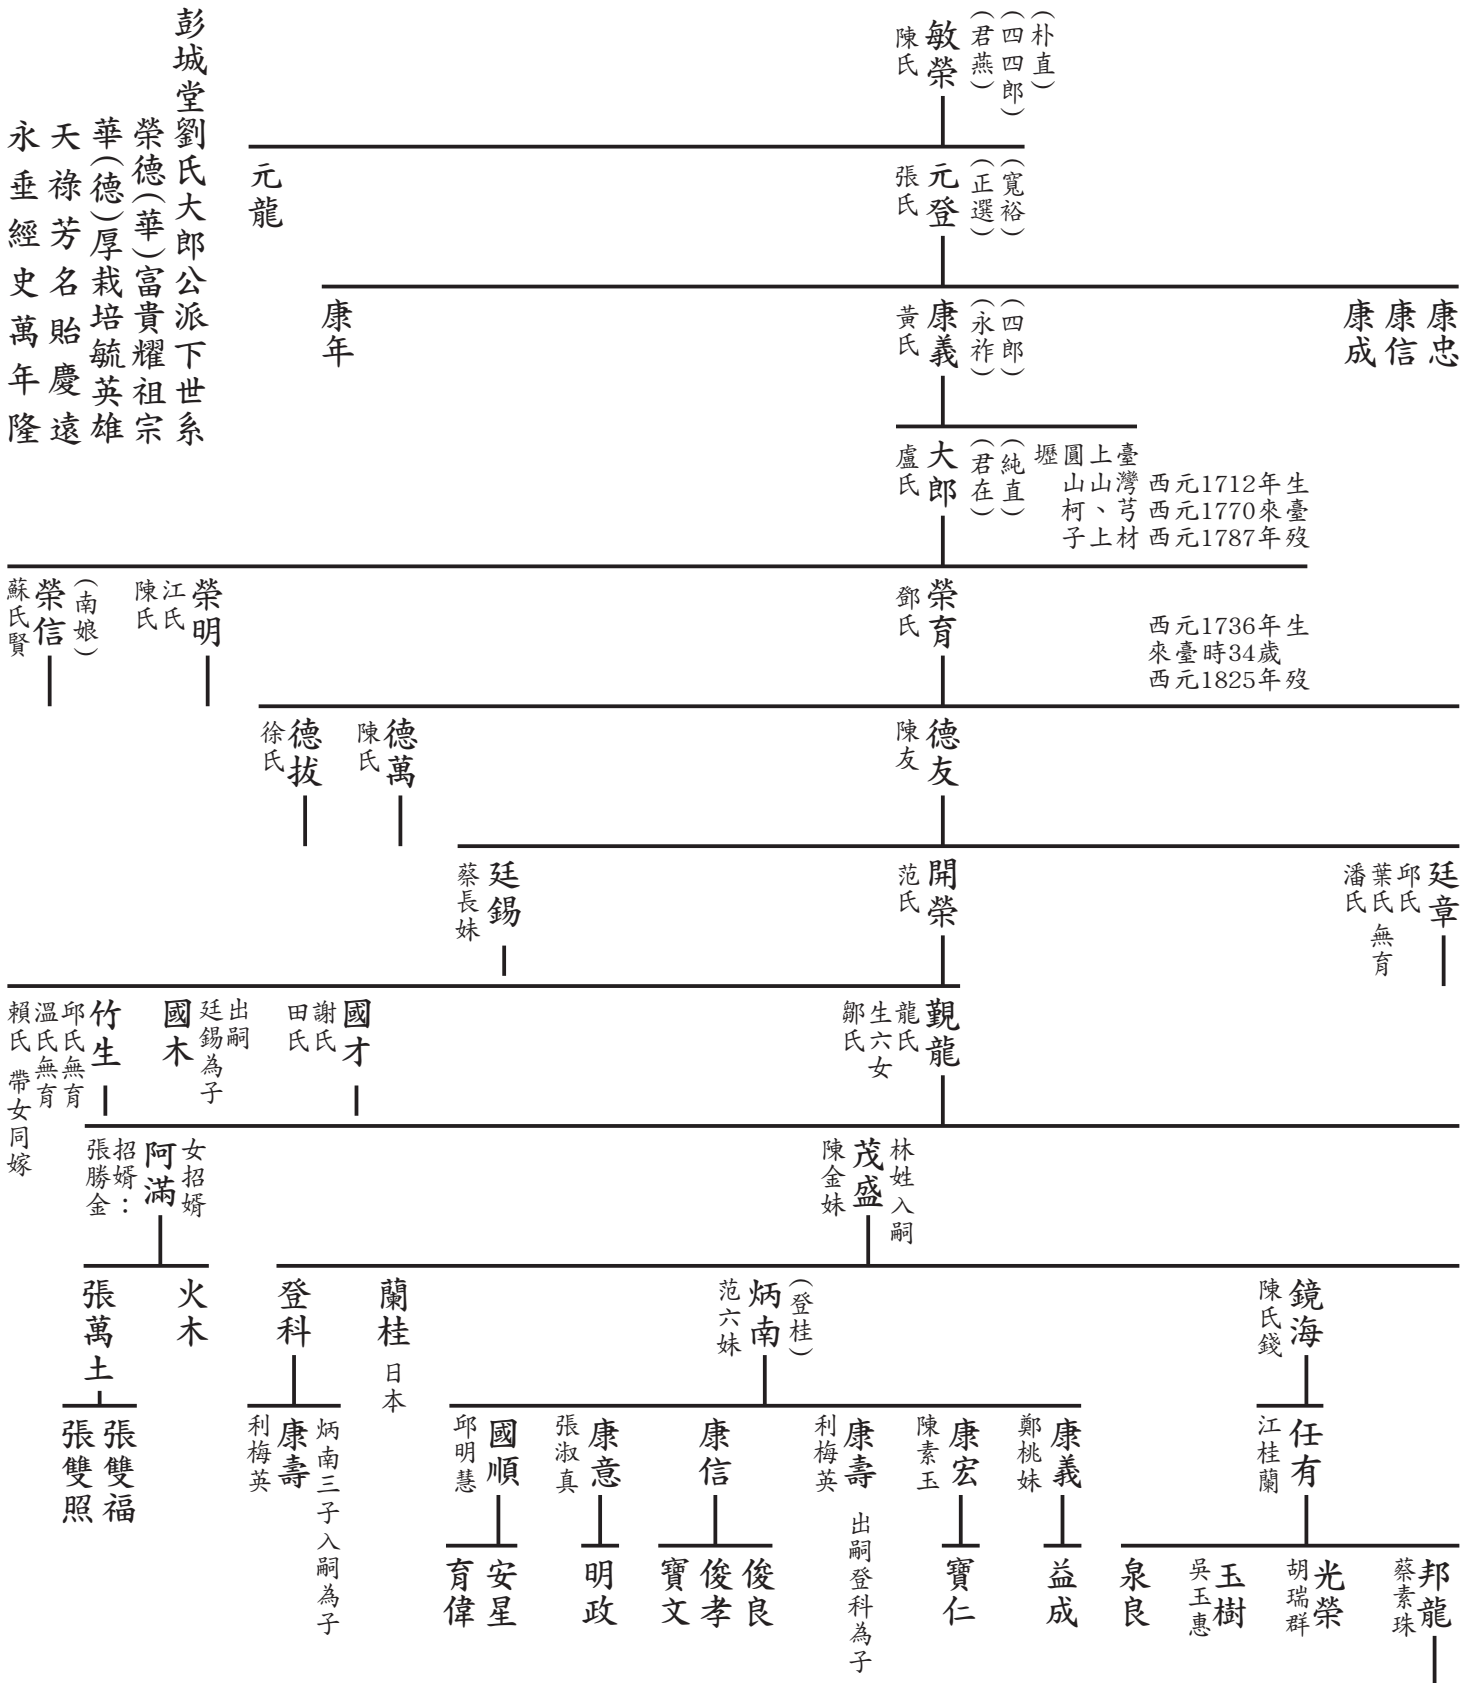 彭城堂劉氏大郎公派下世系
榮德(華)富貴耀祖宗
華(德)厚栽培毓英雄
天祿芳名貽慶遠
永垂經史萬年隆
(朴直)
(四四郎)
(君燕)
敏榮
陳氏
(寬裕)
(正選)
元登
張氏
元龍
康忠
康信
康成
(四郎)
(永祚)
康義
黃氏
康年
西元1712年生
西元1770來臺
西元1787年歿
臺灣芎材
上山、上
圓山柯子
壢
(純直)
(君在)
大郎
盧氏
西元1736年生
來臺時34歲
西元1825年歿
榮育
鄧氏
榮明
江氏
陳氏
(南娘)
榮信
蘇氏賢
德友
陳友
德萬
陳氏
德拔
徐氏
廷章
邱氏
葉氏 無育
潘氏
開榮
范氏
廷錫
蔡長妹
覲龍
龍氏
生六女
鄒氏
國才
謝氏
田氏
出嗣
廷錫為子
國木
竹生
邱氏無育
溫氏無育
賴氏 帶女同嫁
林姓入嗣
茂盛
陳金妹
女招婿
阿滿
招婿：
張勝金
鏡海
陳氏錢
(登桂)
炳南
范六妹
蘭桂 日本
登科
火木
張萬土
任有
江桂蘭
康義
鄭桃妹
康宏
陳素玉
康壽 出嗣登科為子
利梅英
康信
康意
張淑真
國順
邱明慧
炳南三子入嗣為子
康壽
利梅英
張雙福
張雙照
邦龍
蔡素珠
光榮
胡瑞群
玉樹
吳玉惠
泉良
益成
寶仁
俊良
俊孝
寶文
明政
安星
育偉